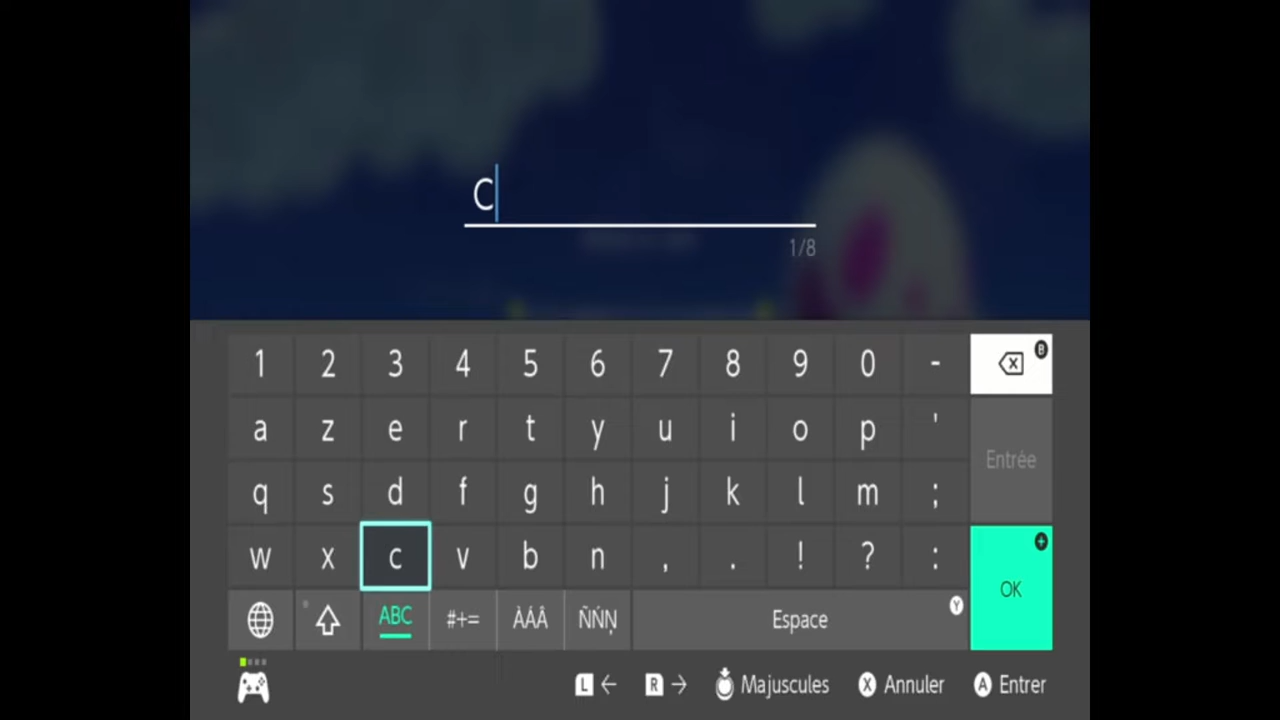 C
1/8
1 2 3 4 5 6 7 8 9 0 - B
a z e r t y u i o p '
Entrée
q s d f g h j k l m ;
w x c v b n , . ! ? :
OK
ABC #+= ÀÁÂ ÑŃŅ Espace Y
L ← R → Majuscules X Annuler A Entrer